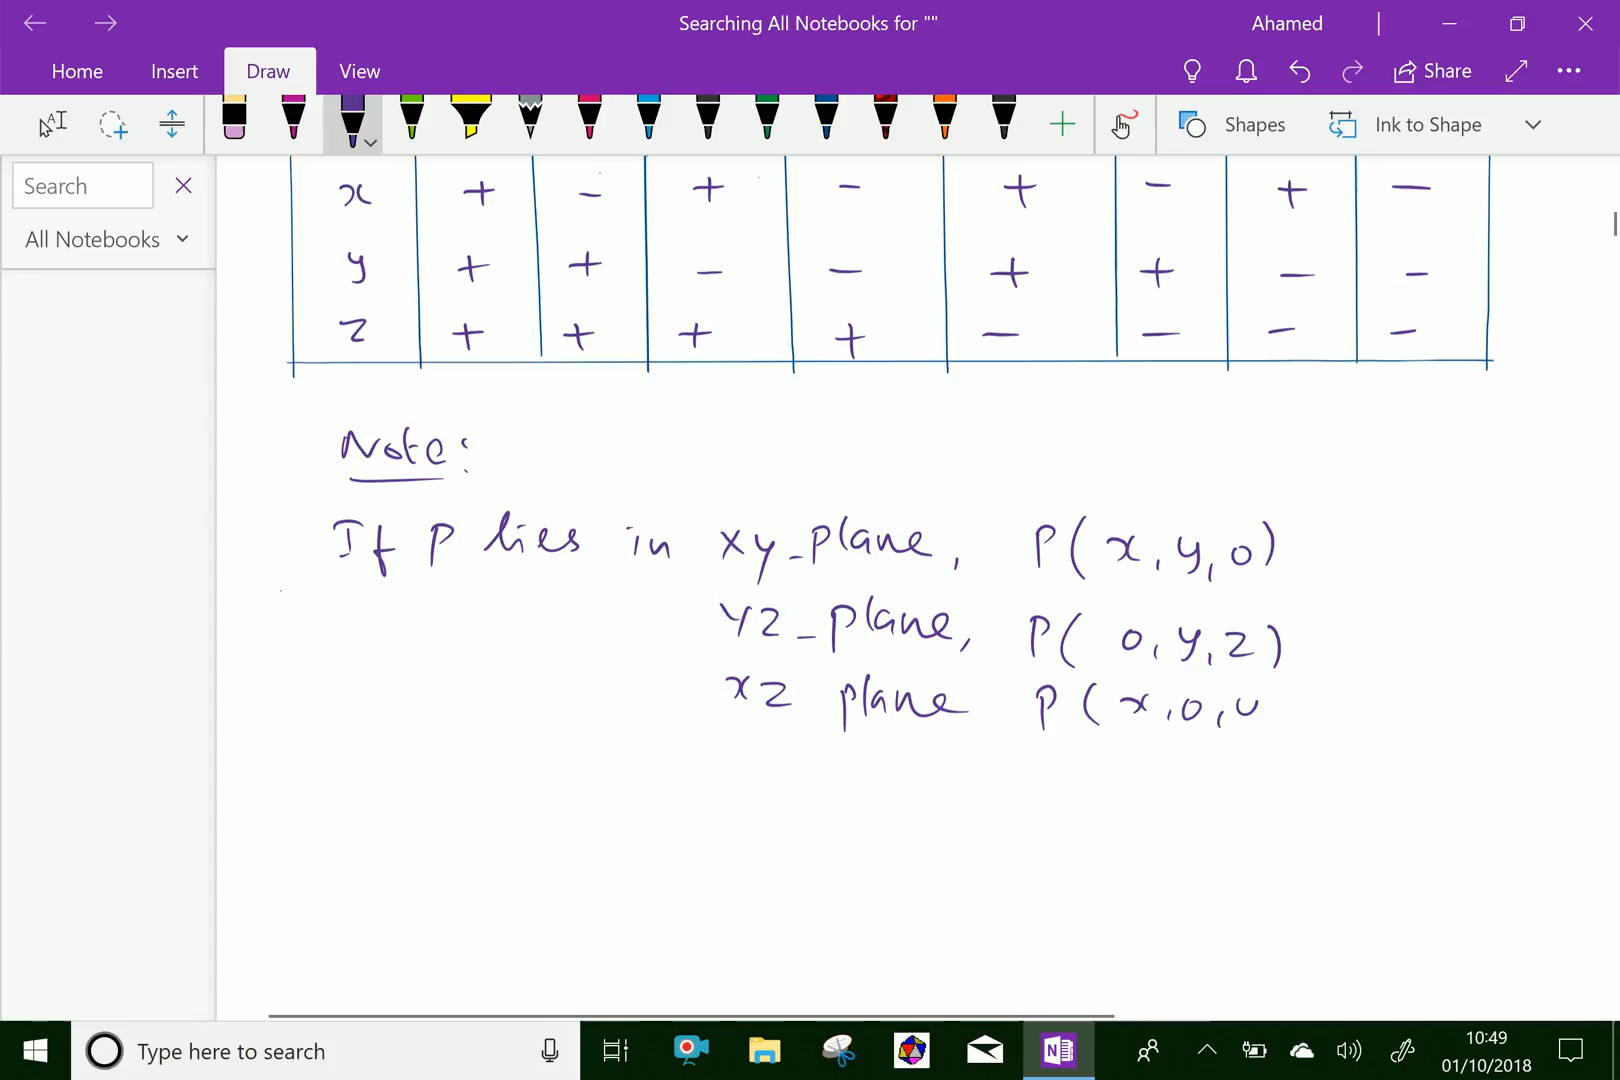 Searching All Notebooks for ""
Ahamed
Home Insert Draw View
Share
Shapes
Ink to Shape
Search
All Notebooks
x + - + - + - + -
y + + - - + + - -
z + + + + - - - -
Note:
If P lies in xy-plane, P(x,y,0)
YZ-plane, P(0,y,z)
xz plane P(x,0,
Type here to search
10:49
01/10/2018